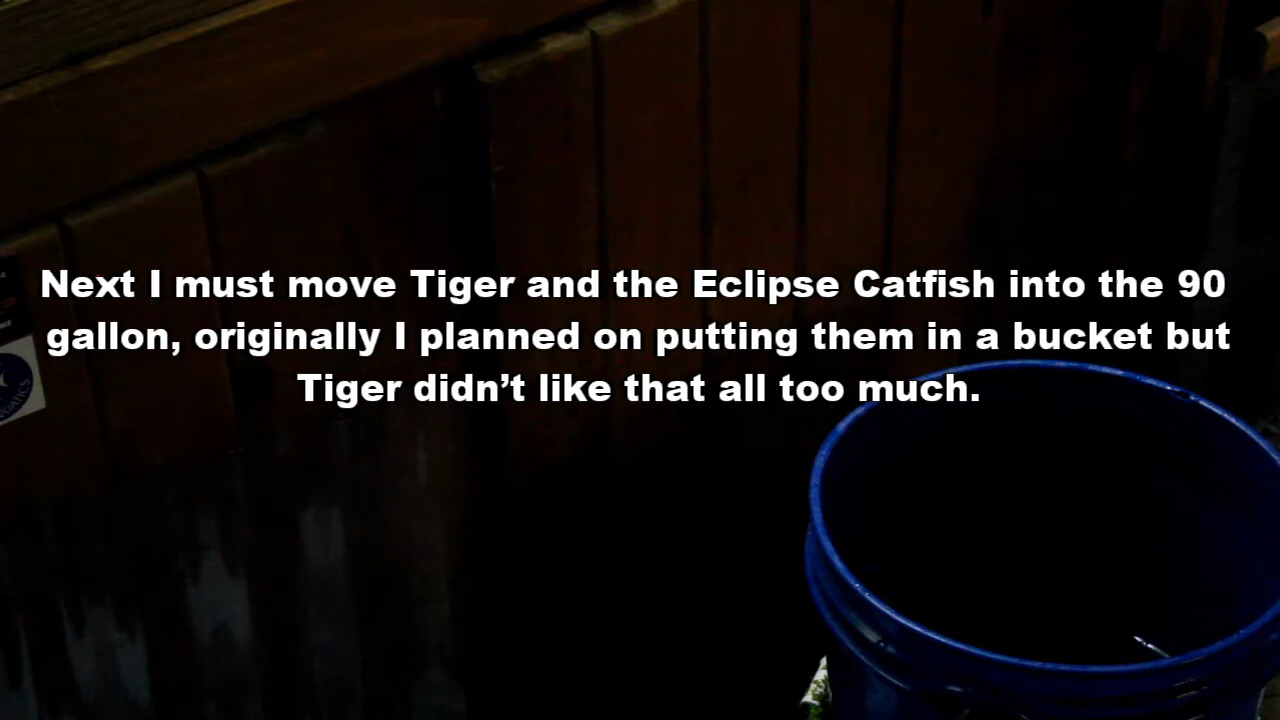 Next I must move Tiger and the Eclipse Catfish into the 90
gallon, originally I planned on putting them in a bucket but
Tiger didn’t like that all too much.